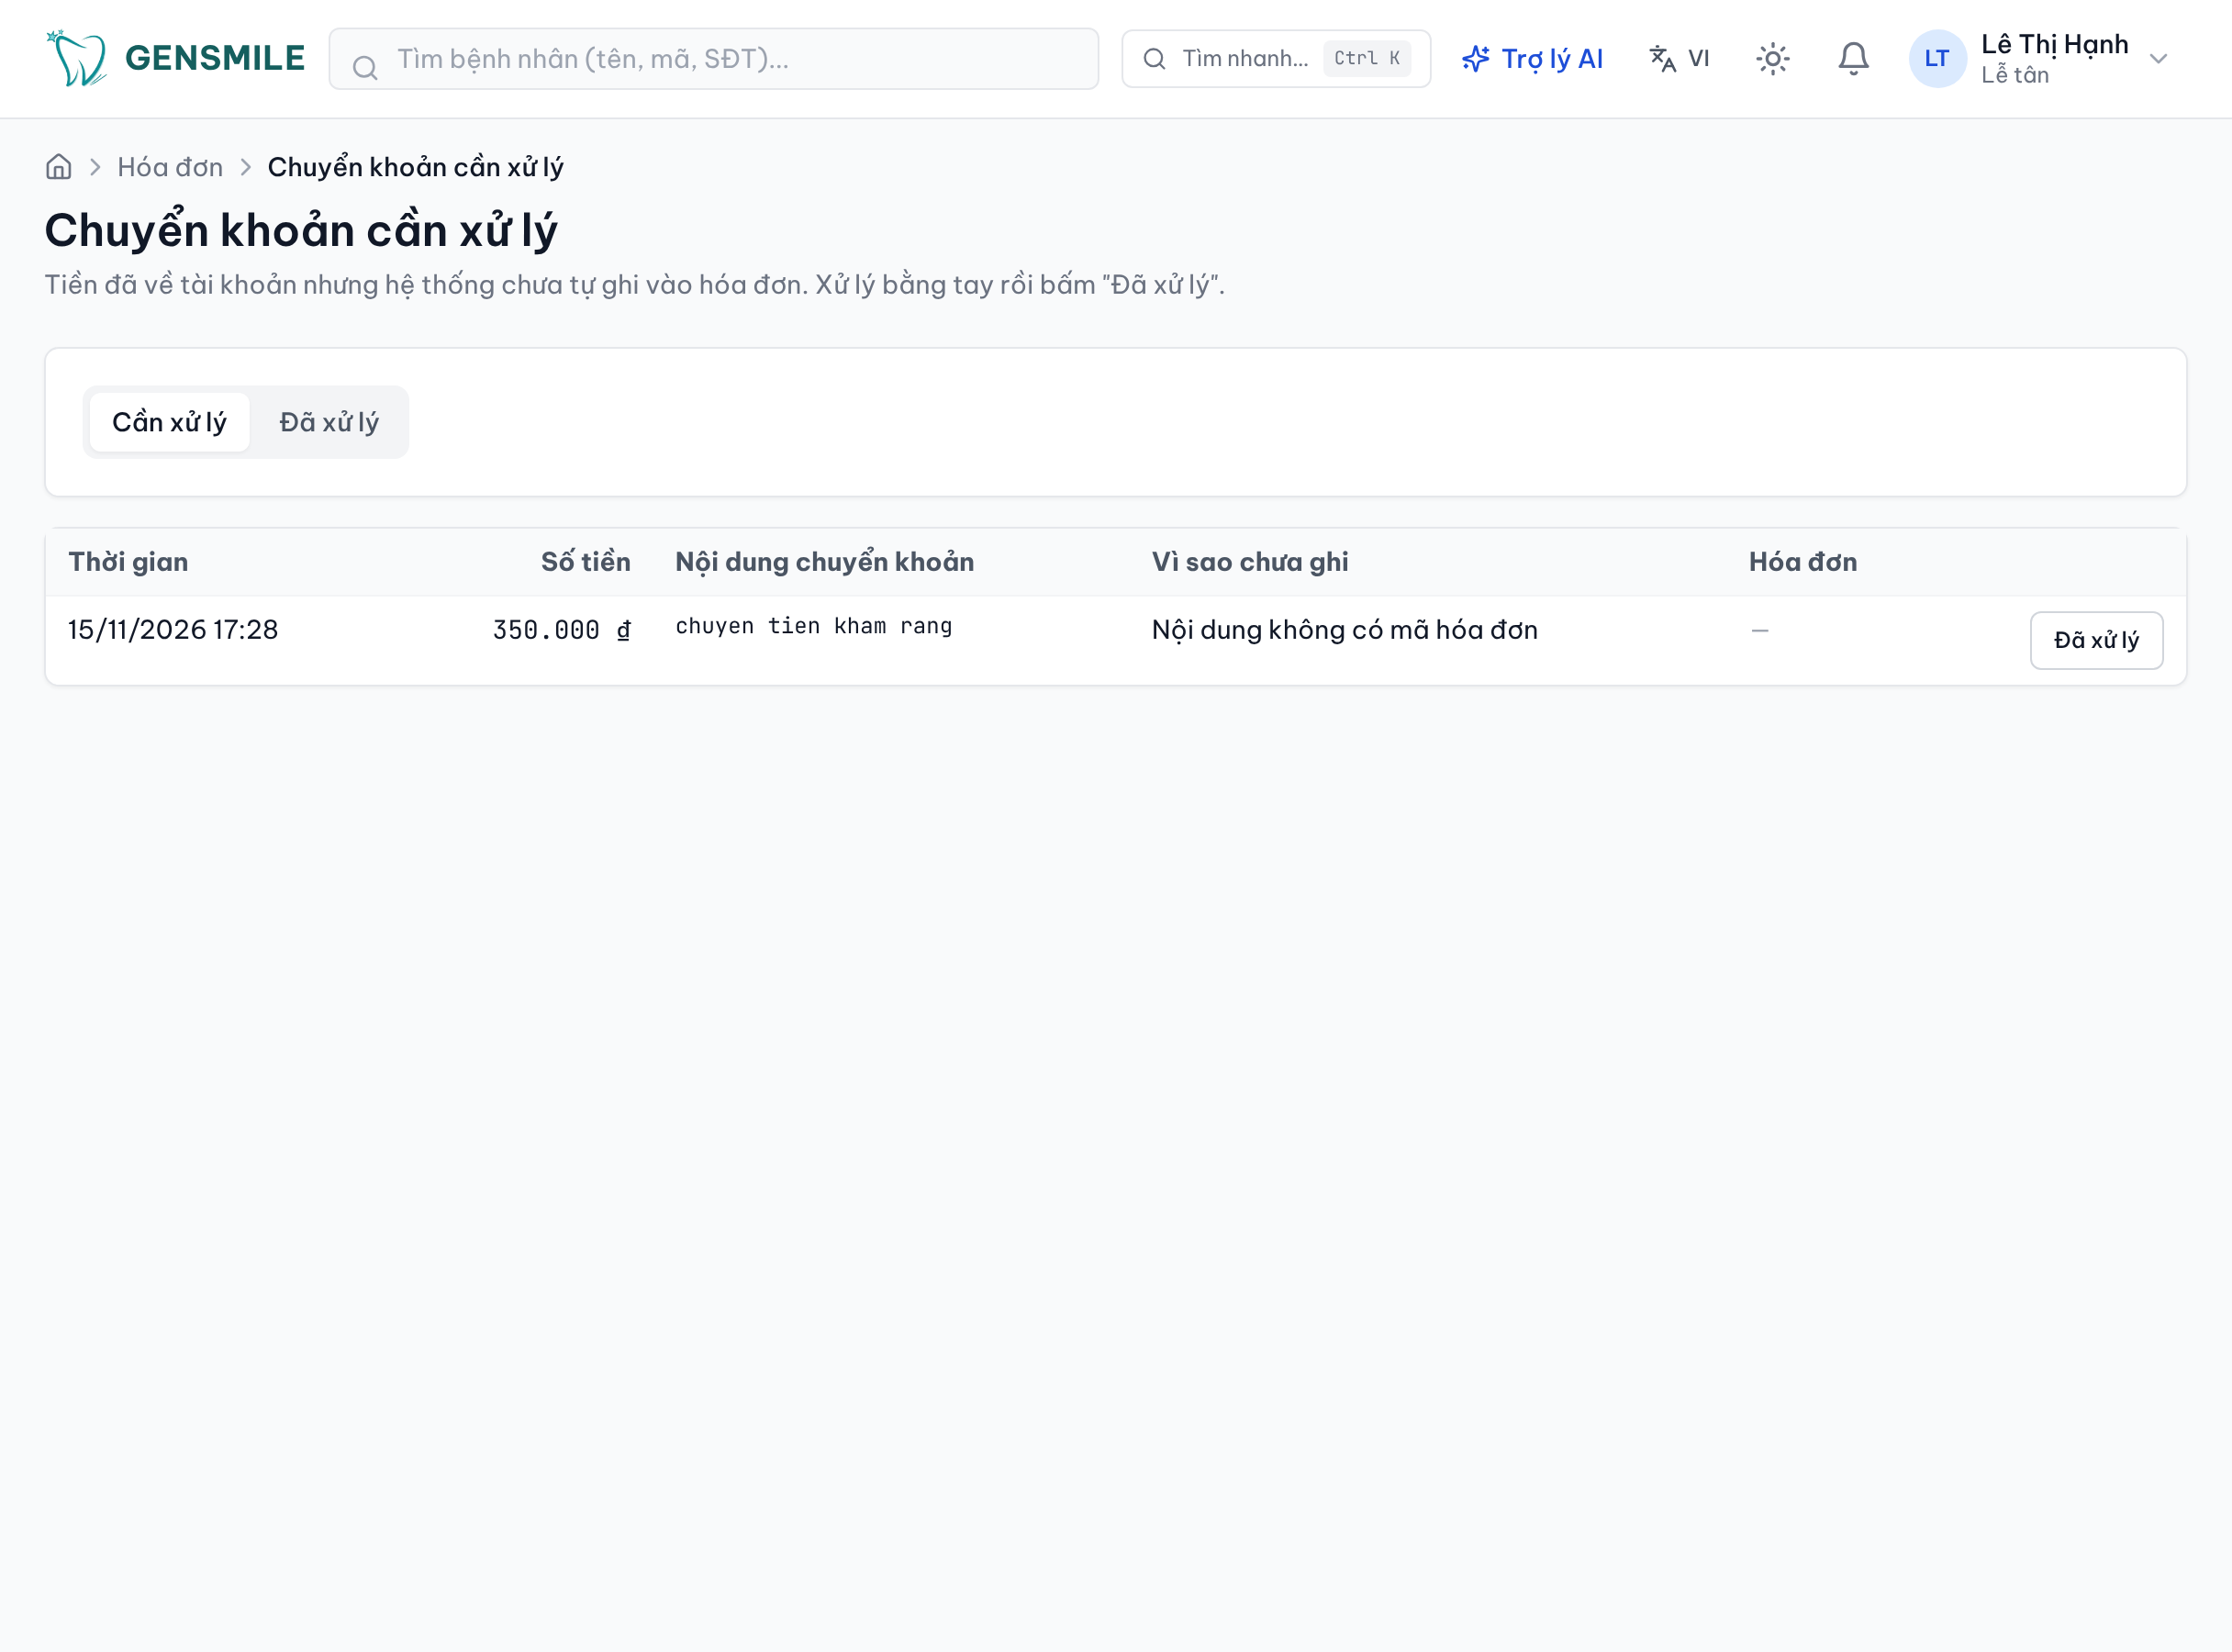 GENSMILE
Tìm bệnh nhân (tên, mã, SĐT)...
Tìm nhanh... Ctrl K
Trợ lý AI
VI
LT
Lê Thị Hạnh
Lễ tân
Hóa đơn > Chuyển khoản cần xử lý
Chuyển khoản cần xử lý
Tiền đã về tài khoản nhưng hệ thống chưa tự ghi vào hóa đơn. Xử lý bằng tay rồi bấm "Đã xử lý".
Cần xử lý Đã xử lý
Thời gian Số tiền Nội dung chuyển khoản Vì sao chưa ghi Hóa đơn
15/11/2026 17:28 350.000 ₫ chuyen tien kham rang Nội dung không có mã hóa đơn — Đã xử lý